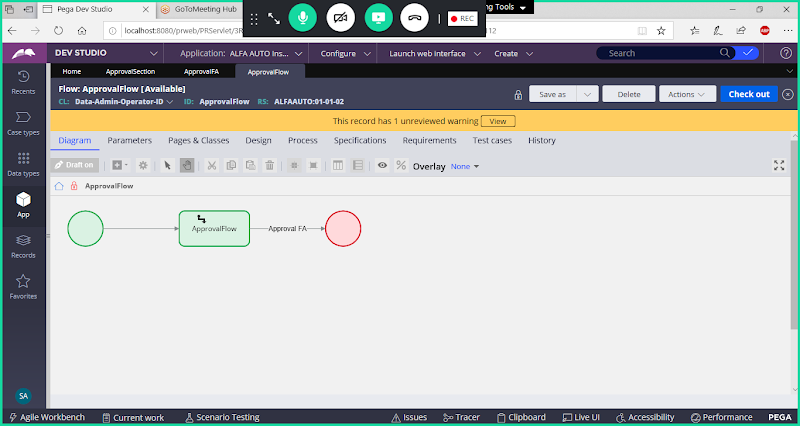 Pega Dev Studio
GoToMeeting Hub
REC
ng Tools
localhost:8080/prweb/PRServlet/3R
112
DEV STUDIO
Application: ALFA AUTO Ins...
Configure
Launch web interface
Create
Search
Home
ApprovalSection
ApprovalFA
ApprovalFlow
Recents
Case types
Data types
App
Records
Favorites
SA
Flow: ApprovalFlow [Available]
CL: Data-Admin-Operator-ID ID: ApprovalFlow RS: ALFAAUTO:01-01-02
Save as
Delete
Actions
Check out
This record has 1 unreviewed warning View
Diagram Parameters Pages & Classes Design Process Specifications Requirements Test cases History
Draft on
Overlay None
ApprovalFlow
ApprovalFlow
Approval FA
Agile Workbench
Current work
Scenario Testing
Issues
Tracer
Clipboard
Live UI
Accessibility
Performance
PEGA